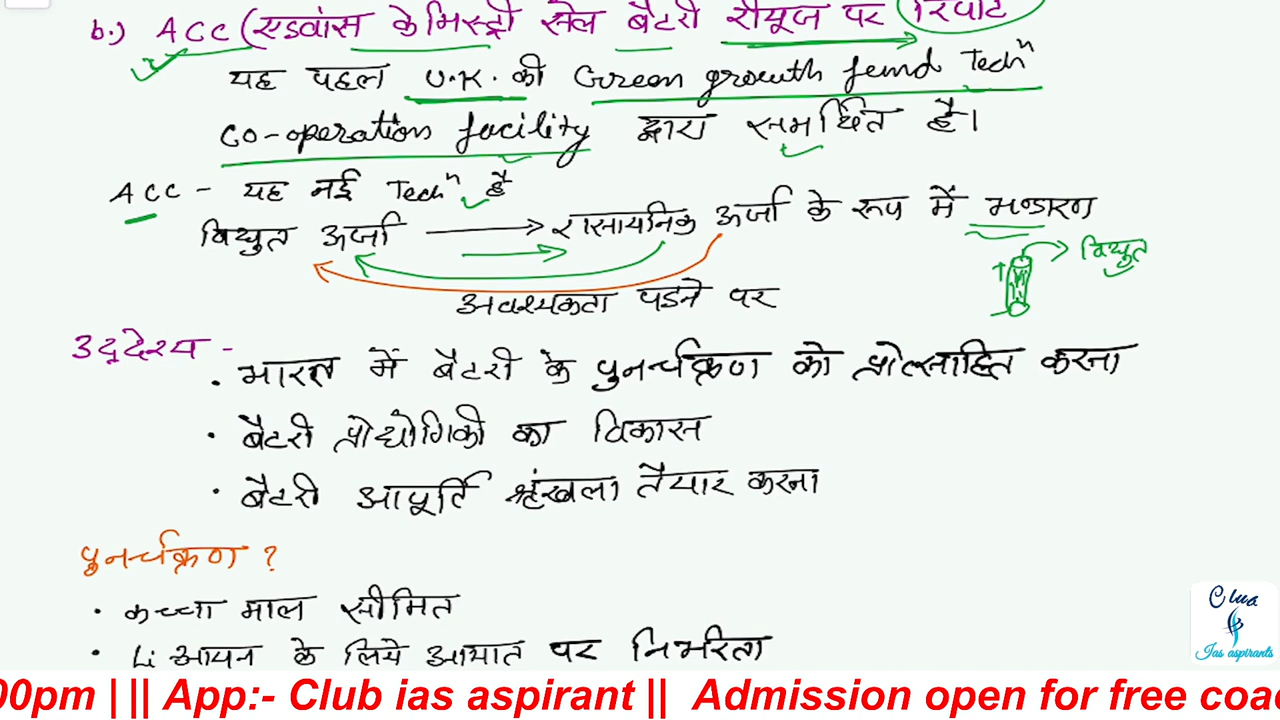 b.) ACC (एडवांस केमिस्ट्री सेल बैटरी रीयूज पर रिपोर्ट
यह पहल U.K. की Green growth fund Techⁿ
Co-operation facility द्वारा समर्थित है।
ACC - यह नई Techⁿ है
विद्युत ऊर्जा → रासायनिक ऊर्जा के रूप में भण्डारण
विद्युत
अवश्यकता पडने पर
उद्देश्य -
• भारत में बैटरी के पुनर्चक्रण को प्रोत्साहित करना
• बैटरी प्रौद्योगिकी का विकास
• बैटरी आपूर्ति श्रृंखला तैयार करना
पुनर्चक्रण ?
• कच्चा माल सीमित
• Li आयन के लिये आयात पर निर्भरता
Club
Ias aspirants
00pm | || App:- Club ias aspirant || Admission open for free coa